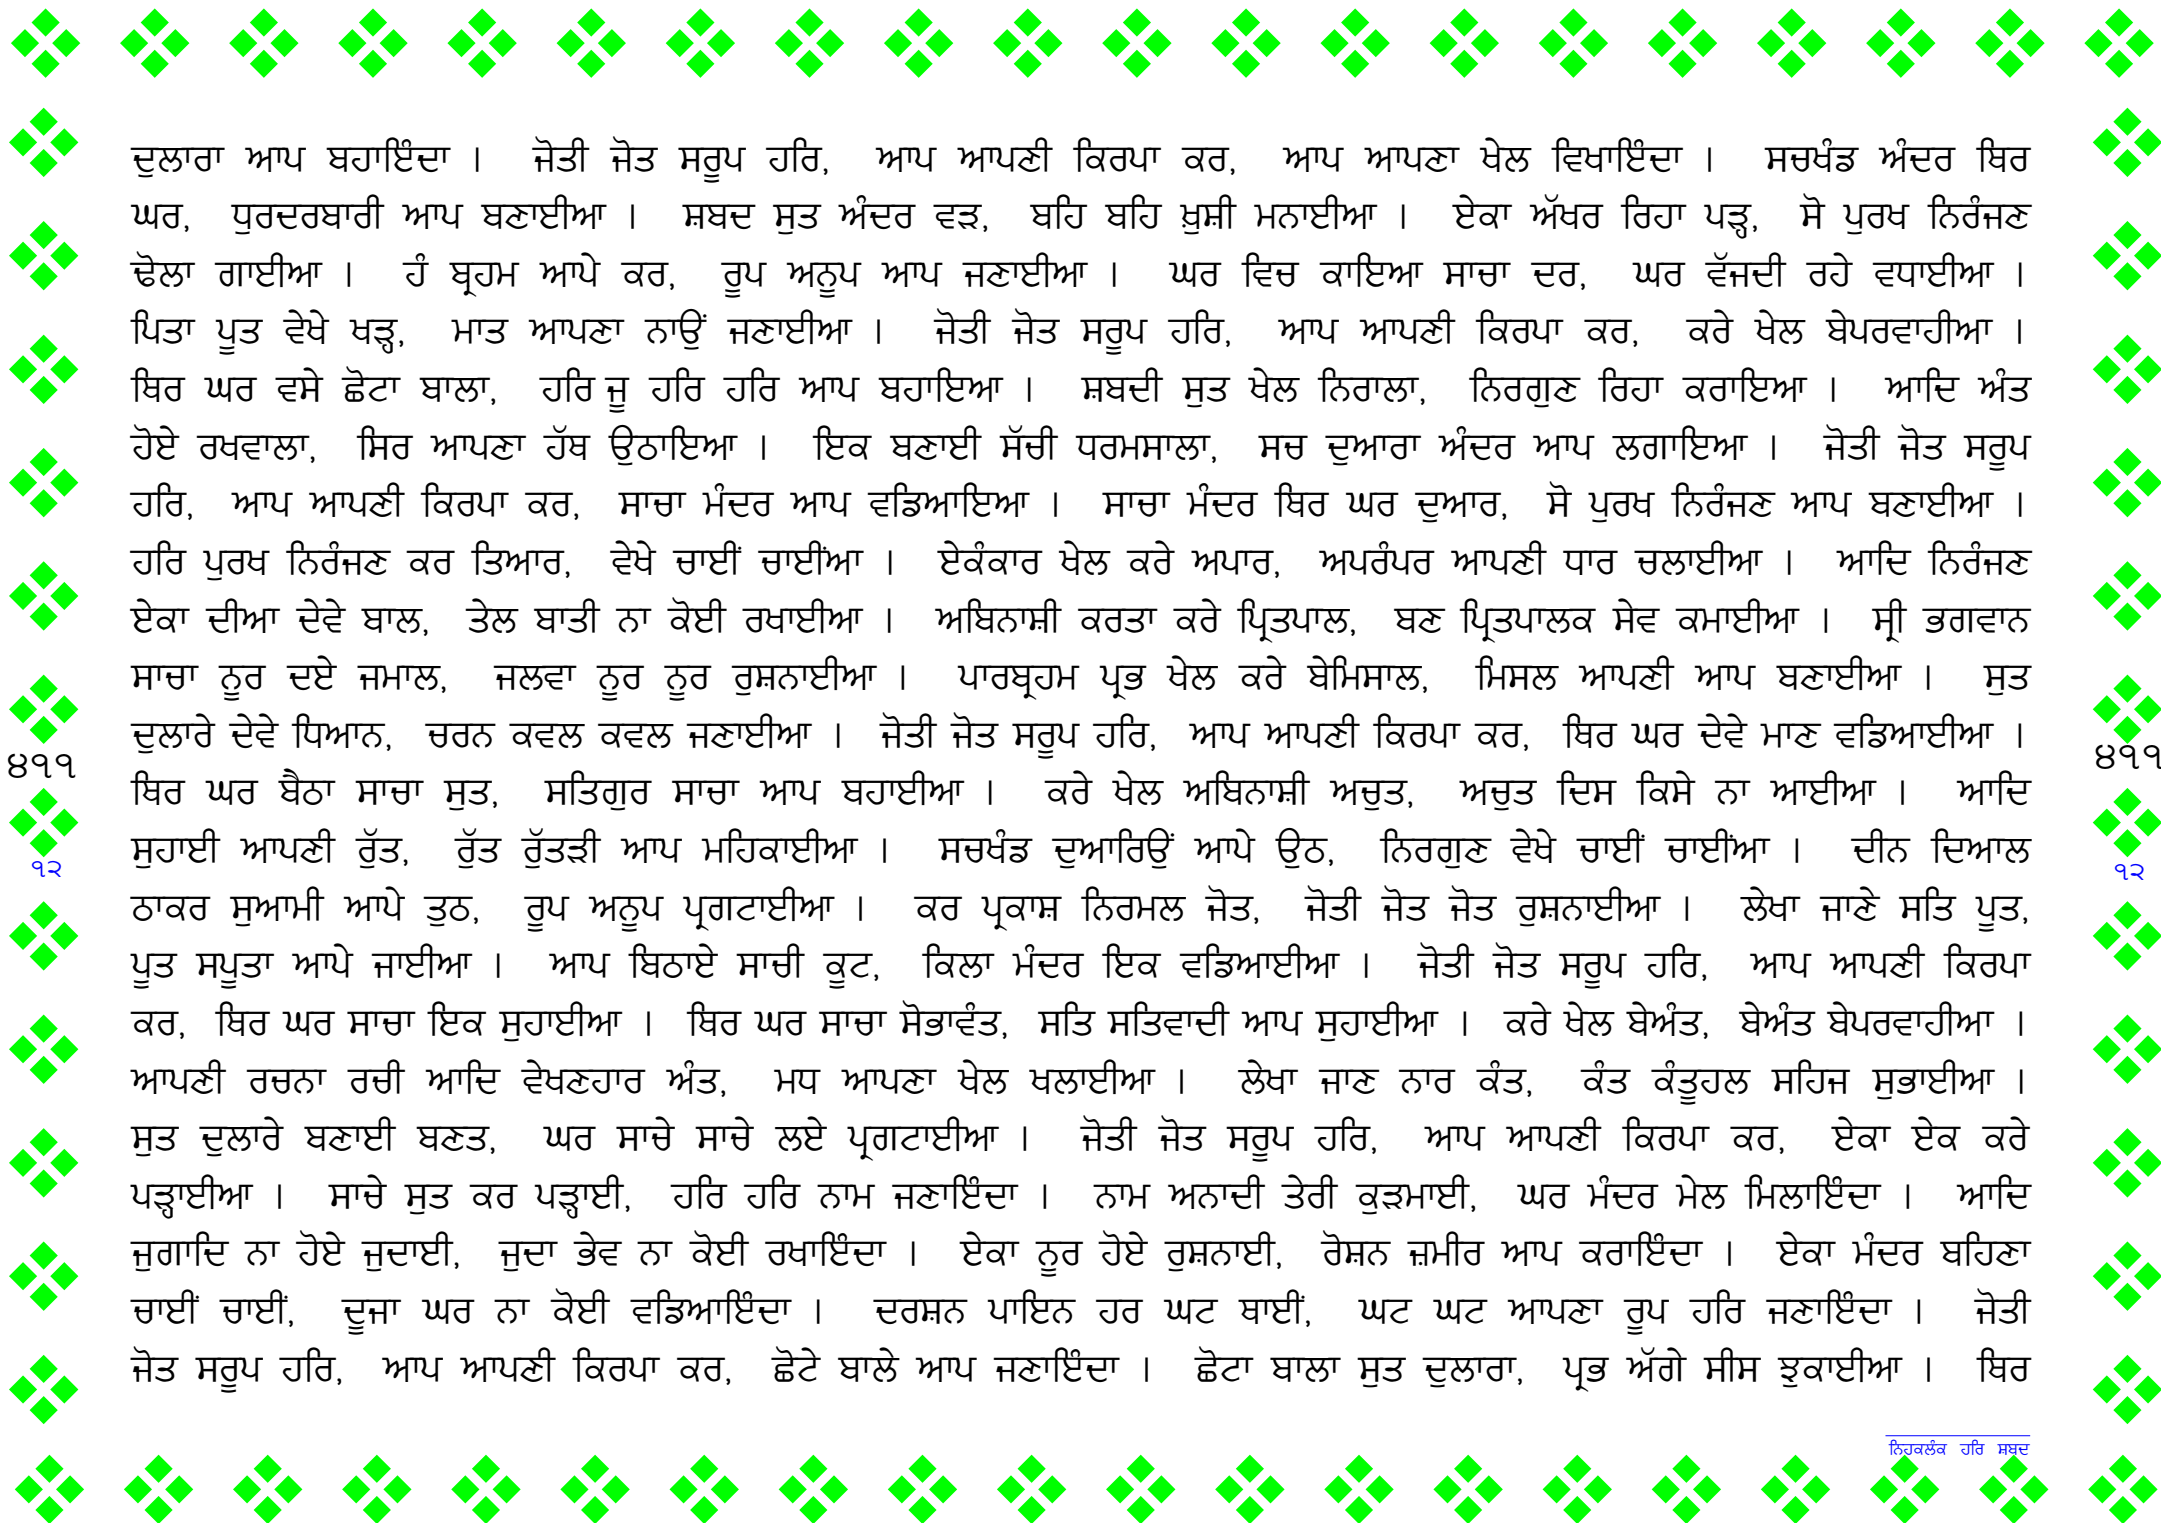 ਦੁਲਾਰਾ ਆਪ ਬਹਾਇੰਦਾ । ਜੋਤੀ ਜੋਤ ਸਰੂਪ ਹਰਿ, ਆਪ ਆਪਣੀ ਕਿਰਪਾ ਕਰ, ਆਪ ਆਪਣਾ ਖੇਲ ਵਿਖਾਇੰਦਾ । ਸਚਖੰਡ ਅੰਦਰ ਥਿਰ
ਘਰ, ਧੁਰਦਰਬਾਰੀ ਆਪ ਬਣਾਈਆ । ਸ਼ਬਦ ਸੁਤ ਅੰਦਰ ਵੜ, ਬਹਿ ਬਹਿ ਖ਼ੁਸ਼ੀ ਮਨਾਈਆ । ਏਕਾ ਅੱਖਰ ਰਿਹਾ ਪੜ੍ਹ, ਸੋ ਪੁਰਖ ਨਿਰੰਜਣ
ਢੋਲਾ ਗਾਈਆ । ਹੰ ਬ੍ਰਹਮ ਆਪੇ ਕਰ, ਰੂਪ ਅਨੂਪ ਆਪ ਜਣਾਈਆ । ਘਰ ਵਿਚ ਕਾਇਆ ਸਾਚਾ ਦਰ, ਘਰ ਵੱਜਦੀ ਰਹੇ ਵਧਾਈਆ ।
ਪਿਤਾ ਪੂਤ ਵੇਖੇ ਖੜ੍ਹ, ਮਾਤ ਆਪਣਾ ਨਾਉਂ ਜਣਾਈਆ । ਜੋਤੀ ਜੋਤ ਸਰੂਪ ਹਰਿ, ਆਪ ਆਪਣੀ ਕਿਰਪਾ ਕਰ, ਕਰੇ ਖੇਲ ਬੇਪਰਵਾਹੀਆ ।
ਥਿਰ ਘਰ ਵਸੇ ਛੋਟਾ ਬਾਲਾ, ਹਰਿ ਜੂ ਹਰਿ ਹਰਿ ਆਪ ਬਹਾਇਆ । ਸ਼ਬਦੀ ਸੁਤ ਖੇਲ ਨਿਰਾਲਾ, ਨਿਰਗੁਣ ਰਿਹਾ ਕਰਾਇਆ । ਆਦਿ ਅੰਤ
ਹੋਏ ਰਖਵਾਲਾ, ਸਿਰ ਆਪਣਾ ਹੱਥ ਉਠਾਇਆ । ਇਕ ਬਣਾਈ ਸੱਚੀ ਧਰਮਸਾਲਾ, ਸਚ ਦੁਆਰਾ ਅੰਦਰ ਆਪ ਲਗਾਇਆ । ਜੋਤੀ ਜੋਤ ਸਰੂਪ
ਹਰਿ, ਆਪ ਆਪਣੀ ਕਿਰਪਾ ਕਰ, ਸਾਚਾ ਮੰਦਰ ਆਪ ਵਡਿਆਇਆ । ਸਾਚਾ ਮੰਦਰ ਥਿਰ ਘਰ ਦੁਆਰ, ਸੋ ਪੁਰਖ ਨਿਰੰਜਣ ਆਪ ਬਣਾਈਆ ।
ਹਰਿ ਪੁਰਖ ਨਿਰੰਜਣ ਕਰ ਤਿਆਰ, ਵੇਖੇ ਚਾਈਂ ਚਾਈਂਆ । ਏਕੰਕਾਰ ਖੇਲ ਕਰੇ ਅਪਾਰ, ਅਪਰੰਪਰ ਆਪਣੀ ਧਾਰ ਚਲਾਈਆ । ਆਦਿ ਨਿਰੰਜਣ
ਏਕਾ ਦੀਆ ਦੇਵੇ ਬਾਲ, ਤੇਲ ਬਾਤੀ ਨਾ ਕੋਈ ਰਖਾਈਆ । ਅਬਿਨਾਸ਼ੀ ਕਰਤਾ ਕਰੇ ਪ੍ਰਿਤਪਾਲ, ਬਣ ਪ੍ਰਿਤਪਾਲਕ ਸੇਵ ਕਮਾਈਆ । ਸ੍ਰੀ ਭਗਵਾਨ
ਸਾਚਾ ਨੂਰ ਦਏ ਜਮਾਲ, ਜਲਵਾ ਨੂਰ ਨੂਰ ਰੁਸ਼ਨਾਈਆ । ਪਾਰਬ੍ਰਹਮ ਪ੍ਰਭ ਖੇਲ ਕਰੇ ਬੇਮਿਸਾਲ, ਮਿਸਲ ਆਪਣੀ ਆਪ ਬਣਾਈਆ । ਸੁਤ
ਦੁਲਾਰੇ ਦੇਵੇ ਧਿਆਨ, ਚਰਨ ਕਵਲ ਕਵਲ ਜਣਾਈਆ । ਜੋਤੀ ਜੋਤ ਸਰੂਪ ਹਰਿ, ਆਪ ਆਪਣੀ ਕਿਰਪਾ ਕਰ, ਥਿਰ ਘਰ ਦੇਵੇ ਮਾਣ ਵਡਿਆਈਆ ।
੪੧੧ ੪੧੧
ਥਿਰ ਘਰ ਬੈਠਾ ਸਾਚਾ ਸੁਤ, ਸਤਿਗੁਰ ਸਾਚਾ ਆਪ ਬਹਾਈਆ । ਕਰੇ ਖੇਲ ਅਬਿਨਾਸ਼ੀ ਅਚੁਤ, ਅਚੁਤ ਦਿਸ ਕਿਸੇ ਨਾ ਆਈਆ । ਆਦਿ
ਸੁਹਾਈ ਆਪਣੀ ਰੁੱਤ, ਰੁੱਤ ਰੁੱਤੜੀ ਆਪ ਮਹਿਕਾਈਆ । ਸਚਖੰਡ ਦੁਆਰਿਉਂ ਆਪੇ ਉਠ, ਨਿਰਗੁਣ ਵੇਖੇ ਚਾਈਂ ਚਾਈਂਆ । ਦੀਨ ਦਿਆਲ
੧੨ ੧੨
ਠਾਕਰ ਸੁਆਮੀ ਆਪੇ ਤੁਠ, ਰੂਪ ਅਨੂਪ ਪ੍ਰਗਟਾਈਆ । ਕਰ ਪ੍ਰਕਾਸ਼ ਨਿਰਮਲ ਜੋਤ, ਜੋਤੀ ਜੋਤ ਜੋਤ ਰੁਸ਼ਨਾਈਆ । ਲੇਖਾ ਜਾਣੇ ਸਤਿ ਪੂਤ,
ਪੂਤ ਸਪੂਤਾ ਆਪੇ ਜਾਈਆ । ਆਪ ਬਿਠਾਏ ਸਾਚੀ ਕੂਟ, ਕਿਲਾ ਮੰਦਰ ਇਕ ਵਡਿਆਈਆ । ਜੋਤੀ ਜੋਤ ਸਰੂਪ ਹਰਿ, ਆਪ ਆਪਣੀ ਕਿਰਪਾ
ਕਰ, ਥਿਰ ਘਰ ਸਾਚਾ ਇਕ ਸੁਹਾਈਆ । ਥਿਰ ਘਰ ਸਾਚਾ ਸੋਭਾਵੰਤ, ਸਤਿ ਸਤਿਵਾਦੀ ਆਪ ਸੁਹਾਈਆ । ਕਰੇ ਖੇਲ ਬੇਅੰਤ, ਬੇਅੰਤ ਬੇਪਰਵਾਹੀਆ ।
ਆਪਣੀ ਰਚਨਾ ਰਚੀ ਆਦਿ ਵੇਖਣਹਾਰ ਅੰਤ, ਮਧ ਆਪਣਾ ਖੇਲ ਖਲਾਈਆ । ਲੇਖਾ ਜਾਣ ਨਾਰ ਕੰਤ, ਕੰਤ ਕੰਤੂਹਲ ਸਹਿਜ ਸੁਭਾਈਆ ।
ਸੁਤ ਦੁਲਾਰੇ ਬਣਾਈ ਬਣਤ, ਘਰ ਸਾਚੇ ਸਾਚੇ ਲਏ ਪ੍ਰਗਟਾਈਆ । ਜੋਤੀ ਜੋਤ ਸਰੂਪ ਹਰਿ, ਆਪ ਆਪਣੀ ਕਿਰਪਾ ਕਰ, ਏਕਾ ਏਕ ਕਰੇ
ਪੜ੍ਹਾਈਆ । ਸਾਚੇ ਸੁਤ ਕਰ ਪੜ੍ਹਾਈ, ਹਰਿ ਹਰਿ ਨਾਮ ਜਣਾਇੰਦਾ । ਨਾਮ ਅਨਾਦੀ ਤੇਰੀ ਕੁੜਮਾਈ, ਘਰ ਮੰਦਰ ਮੇਲ ਮਿਲਾਇੰਦਾ । ਆਦਿ
ਜੁਗਾਦਿ ਨਾ ਹੋਏ ਜੁਦਾਈ, ਜੁਦਾ ਭੇਵ ਨਾ ਕੋਈ ਰਖਾਇੰਦਾ । ਏਕਾ ਨੂਰ ਹੋਏ ਰੁਸ਼ਨਾਈ, ਰੋਸ਼ਨ ਜ਼ਮੀਰ ਆਪ ਕਰਾਇੰਦਾ । ਏਕਾ ਮੰਦਰ ਬਹਿਣਾ
ਚਾਈਂ ਚਾਈਂ, ਦੂਜਾ ਘਰ ਨਾ ਕੋਈ ਵਡਿਆਇੰਦਾ । ਦਰਸ਼ਨ ਪਾਇਨ ਹਰ ਘਟ ਥਾਈਂ, ਘਟ ਘਟ ਆਪਣਾ ਰੂਪ ਹਰਿ ਜਣਾਇੰਦਾ । ਜੋਤੀ
ਜੋਤ ਸਰੂਪ ਹਰਿ, ਆਪ ਆਪਣੀ ਕਿਰਪਾ ਕਰ, ਛੋਟੇ ਬਾਲੇ ਆਪ ਜਣਾਇੰਦਾ । ਛੋਟਾ ਬਾਲਾ ਸੁਤ ਦੁਲਾਰਾ, ਪ੍ਰਭ ਅੱਗੇ ਸੀਸ ਝੁਕਾਈਆ । ਥਿਰ
ਨਿਹਕਲੰਕ ਹਰਿ ਸ਼ਬਦ